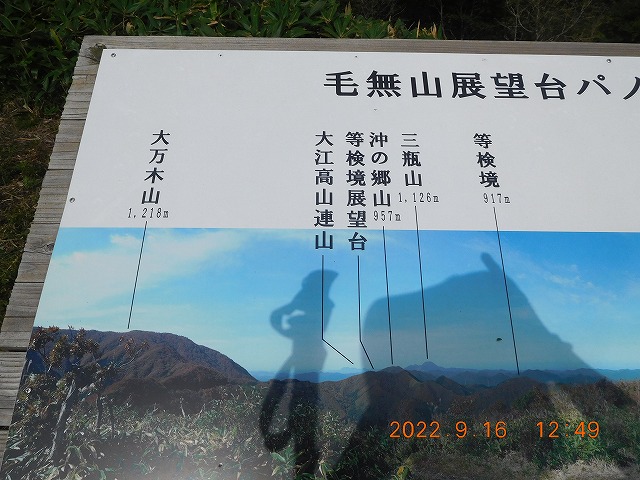 毛無山展望台パノ
大万木山
1,218m
大江高山連山
等検境展望台
沖の郷山
957m
三瓶山
1,126m
等検境
917m
2022 9.16 12:49